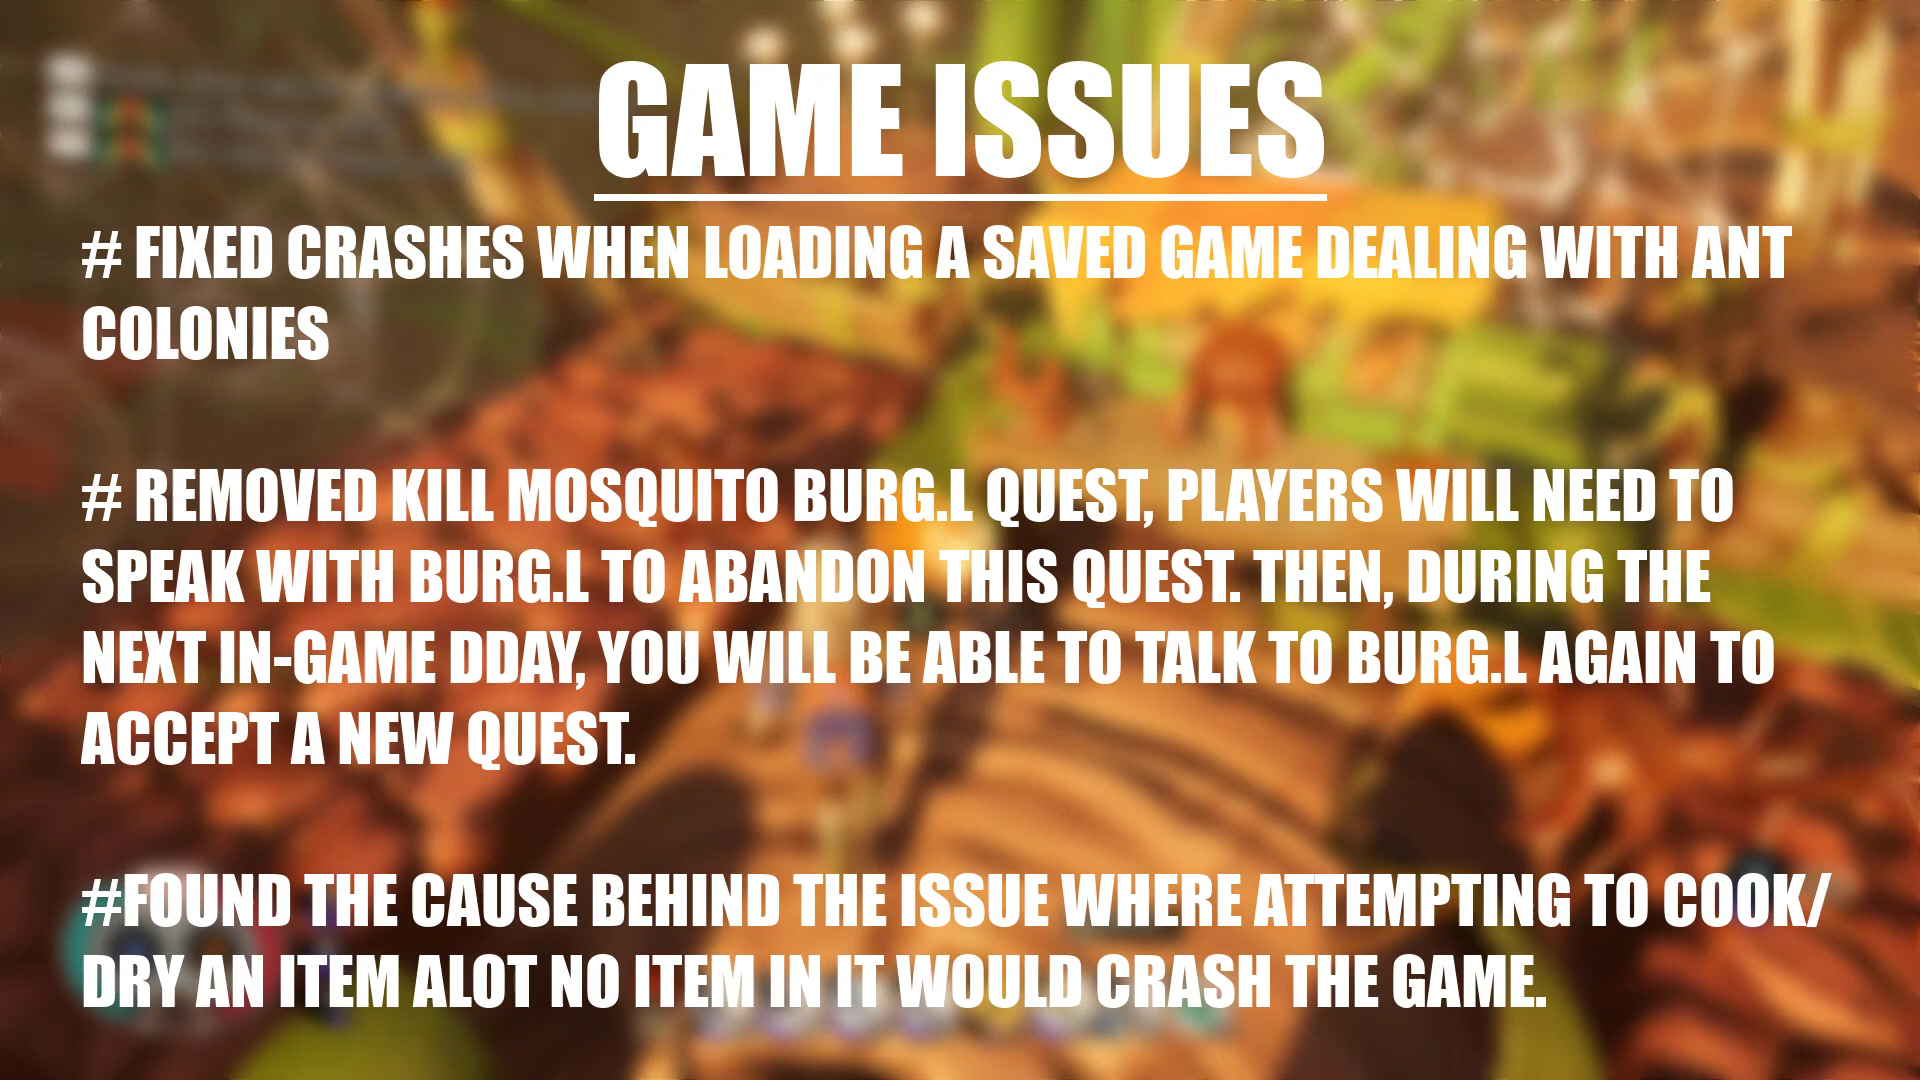 GAME ISSUES
# FIXED CRASHES WHEN LOADING A SAVED GAME DEALING WITH ANT
COLONIES
# REMOVED KILL MOSQUITO BURG.L QUEST, PLAYERS WILL NEED TO
SPEAK WITH BURG.L TO ABANDON THIS QUEST. THEN, DURING THE
NEXT IN-GAME DDAY, YOU WILL BE ABLE TO TALK TO BURG.L AGAIN TO
ACCEPT A NEW QUEST.
#FOUND THE CAUSE BEHIND THE ISSUE WHERE ATTEMPTING TO COOK/
DRY AN ITEM ALOT NO ITEM IN IT WOULD CRASH THE GAME.